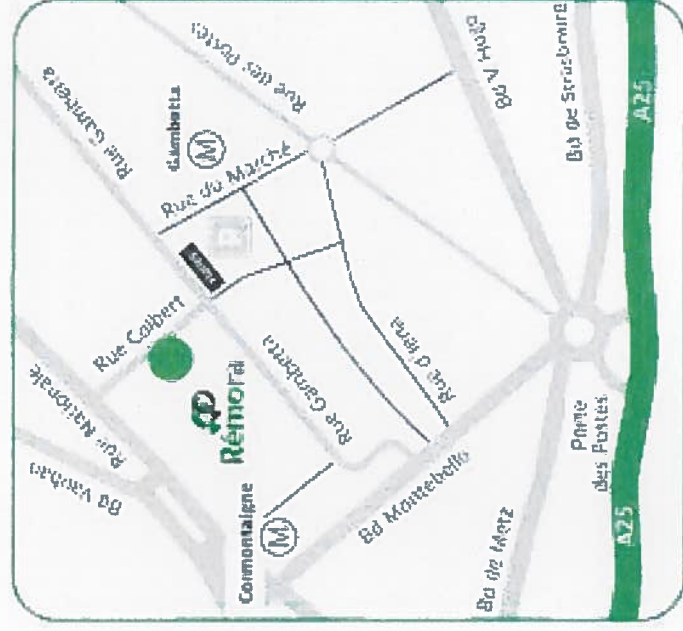 Rue Gambetta
Rue des Postes
Gambetta
M
Rue du Marché
Bd V. Hugo
Bd de Strasbourg
A25
Rue Colbert
Rue Nationale
Bd Vauban
Rémora
Rue Gambetta
Rue d'Iéna
Cormontaigne
M
Bd Montebello
Porte
des Postes
Bd de Metz
A25